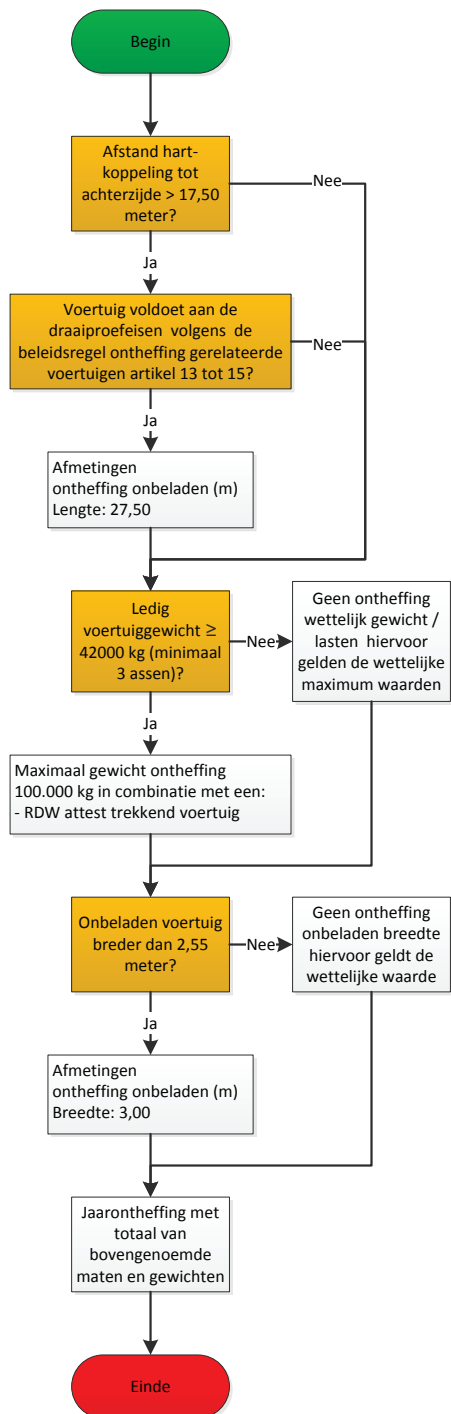 Begin
Afstand hart-
koppeling tot
achterzijde > 17,50
meter?
Nee
Ja
Voertuig voldoet aan de
draaiproefeisen volgens de
beleidsregel ontheffing gerelateerde
voertuigen artikel 13 tot 15?
Nee
Ja
Afmetingen
ontheffing onbeladen (m)
Lengte: 27,50
Ledig
voertuiggewicht ≥
42000 kg (minimaal
3 assen)?
Nee
Geen ontheffing
wettelijk gewicht /
lasten hiervoor
gelden de wettelijke
maximum waarden
Ja
Maximaal gewicht ontheffing
100.000 kg in combinatie met een:
- RDW attest trekkend voertuig
Onbeladen voertuig
breder dan 2,55
meter?
Nee
Geen ontheffing
onbeladen breedte
hiervoor geldt de
wettelijke waarde
Ja
Afmetingen
ontheffing onbeladen (m)
Breedte: 3,00
Jaarontheffing met
totaal van
bovengenoemde
maten en gewichten
Einde